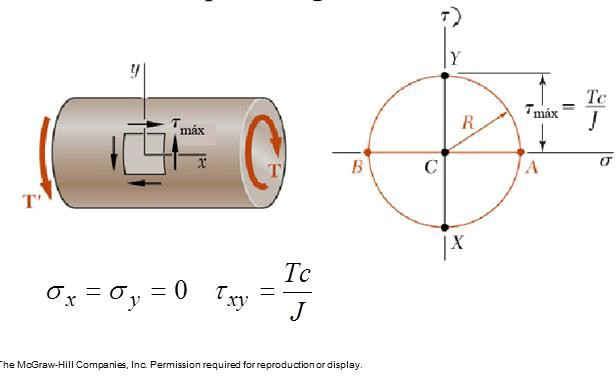 y
τmáx
x
T
T'
τ
Y
τmáx = Tc/J
R
B
C
A
σ
X
σx = σy = 0 τxy = Tc/J
The McGraw-Hill Companies, Inc. Permission required for reproduction or display.